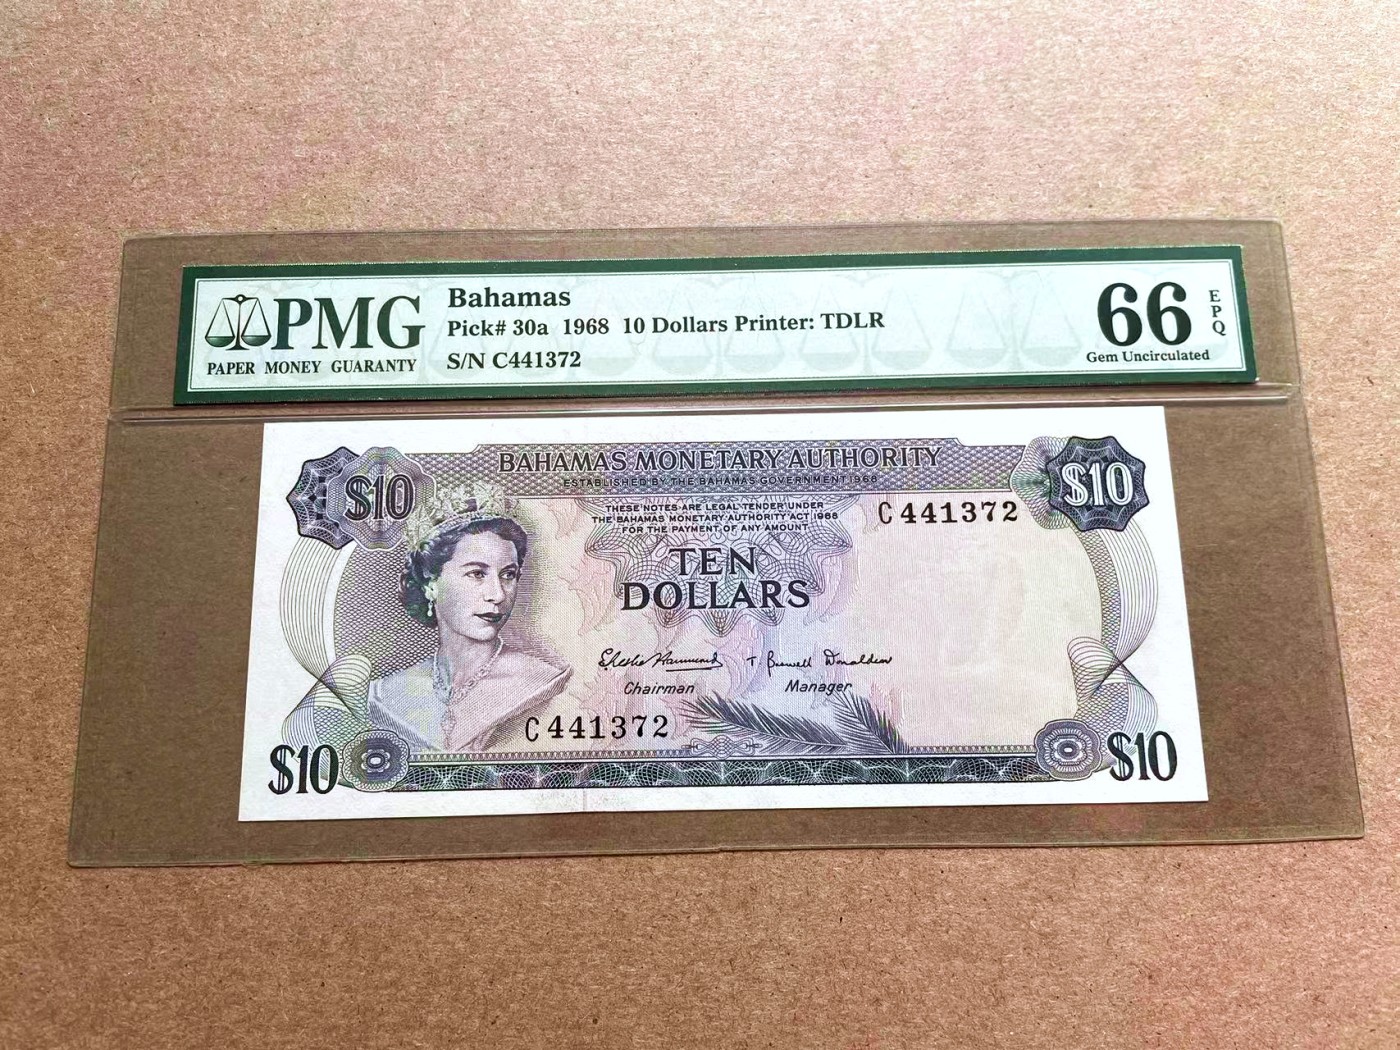 PMG
PAPER MONEY GUARANTY
Bahamas
Pick# 30a 1968 10 Dollars Printer: TDLR
S/N C441372
66
EPQ
Gem Uncirculated
BAHAMAS MONETARY AUTHORITY
ESTABLISHED BY THE BAHAMAS GOVERNMENT 1968
$10
$10
THESE NOTES ARE LEGAL TENDER UNDER
THE BAHAMAS MONETARY AUTHORITY ACT 1968
FOR THE PAYMENT OF ANY AMOUNT
C441372
TEN
DOLLARS
T. Donaldson
Chairman Manager
C441372
$10
$10